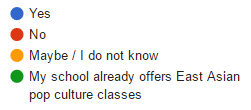 Yes
No
Maybe / I do not know
My school already offers East Asian
pop culture classes